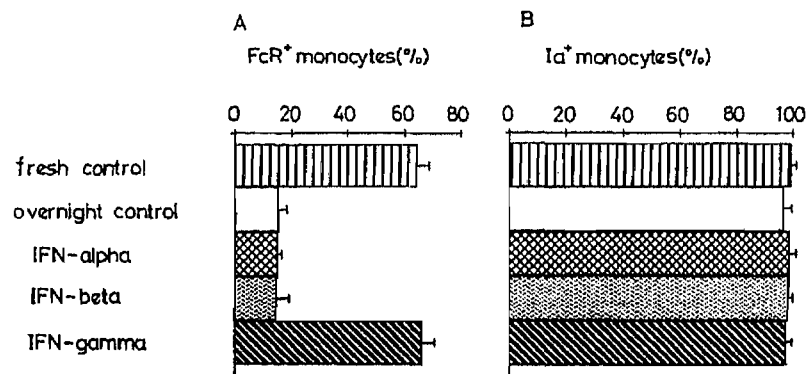 A
B
FcR⁺ monocytes(%)
Ia⁺ monocytes(%)
0 20 40 60 80
0 20 40 60 80 100
fresh control
overnight control
IFN-alpha
IFN-beta
IFN-gamma